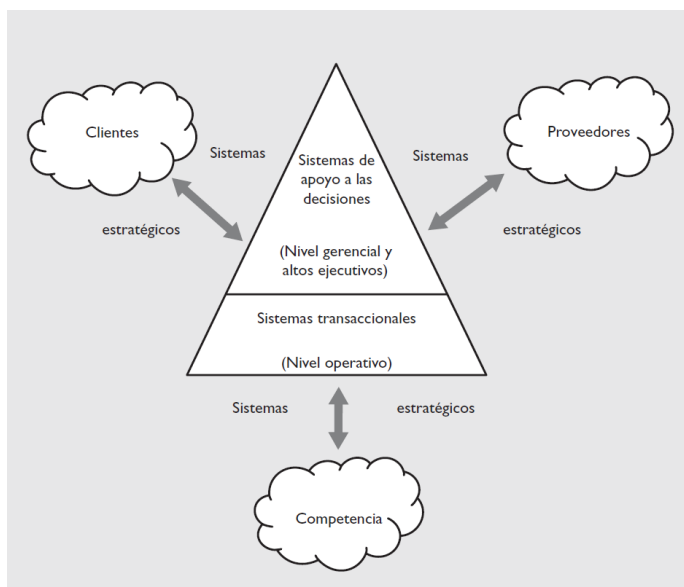 Clientes
Proveedores
Sistemas
Sistemas de
apoyo a las
decisiones
Sistemas
estratégicos
estratégicos
(Nivel gerencial y
altos ejecutivos)
Sistemas transaccionales
(Nivel operativo)
Sistemas
estratégicos
Competencia